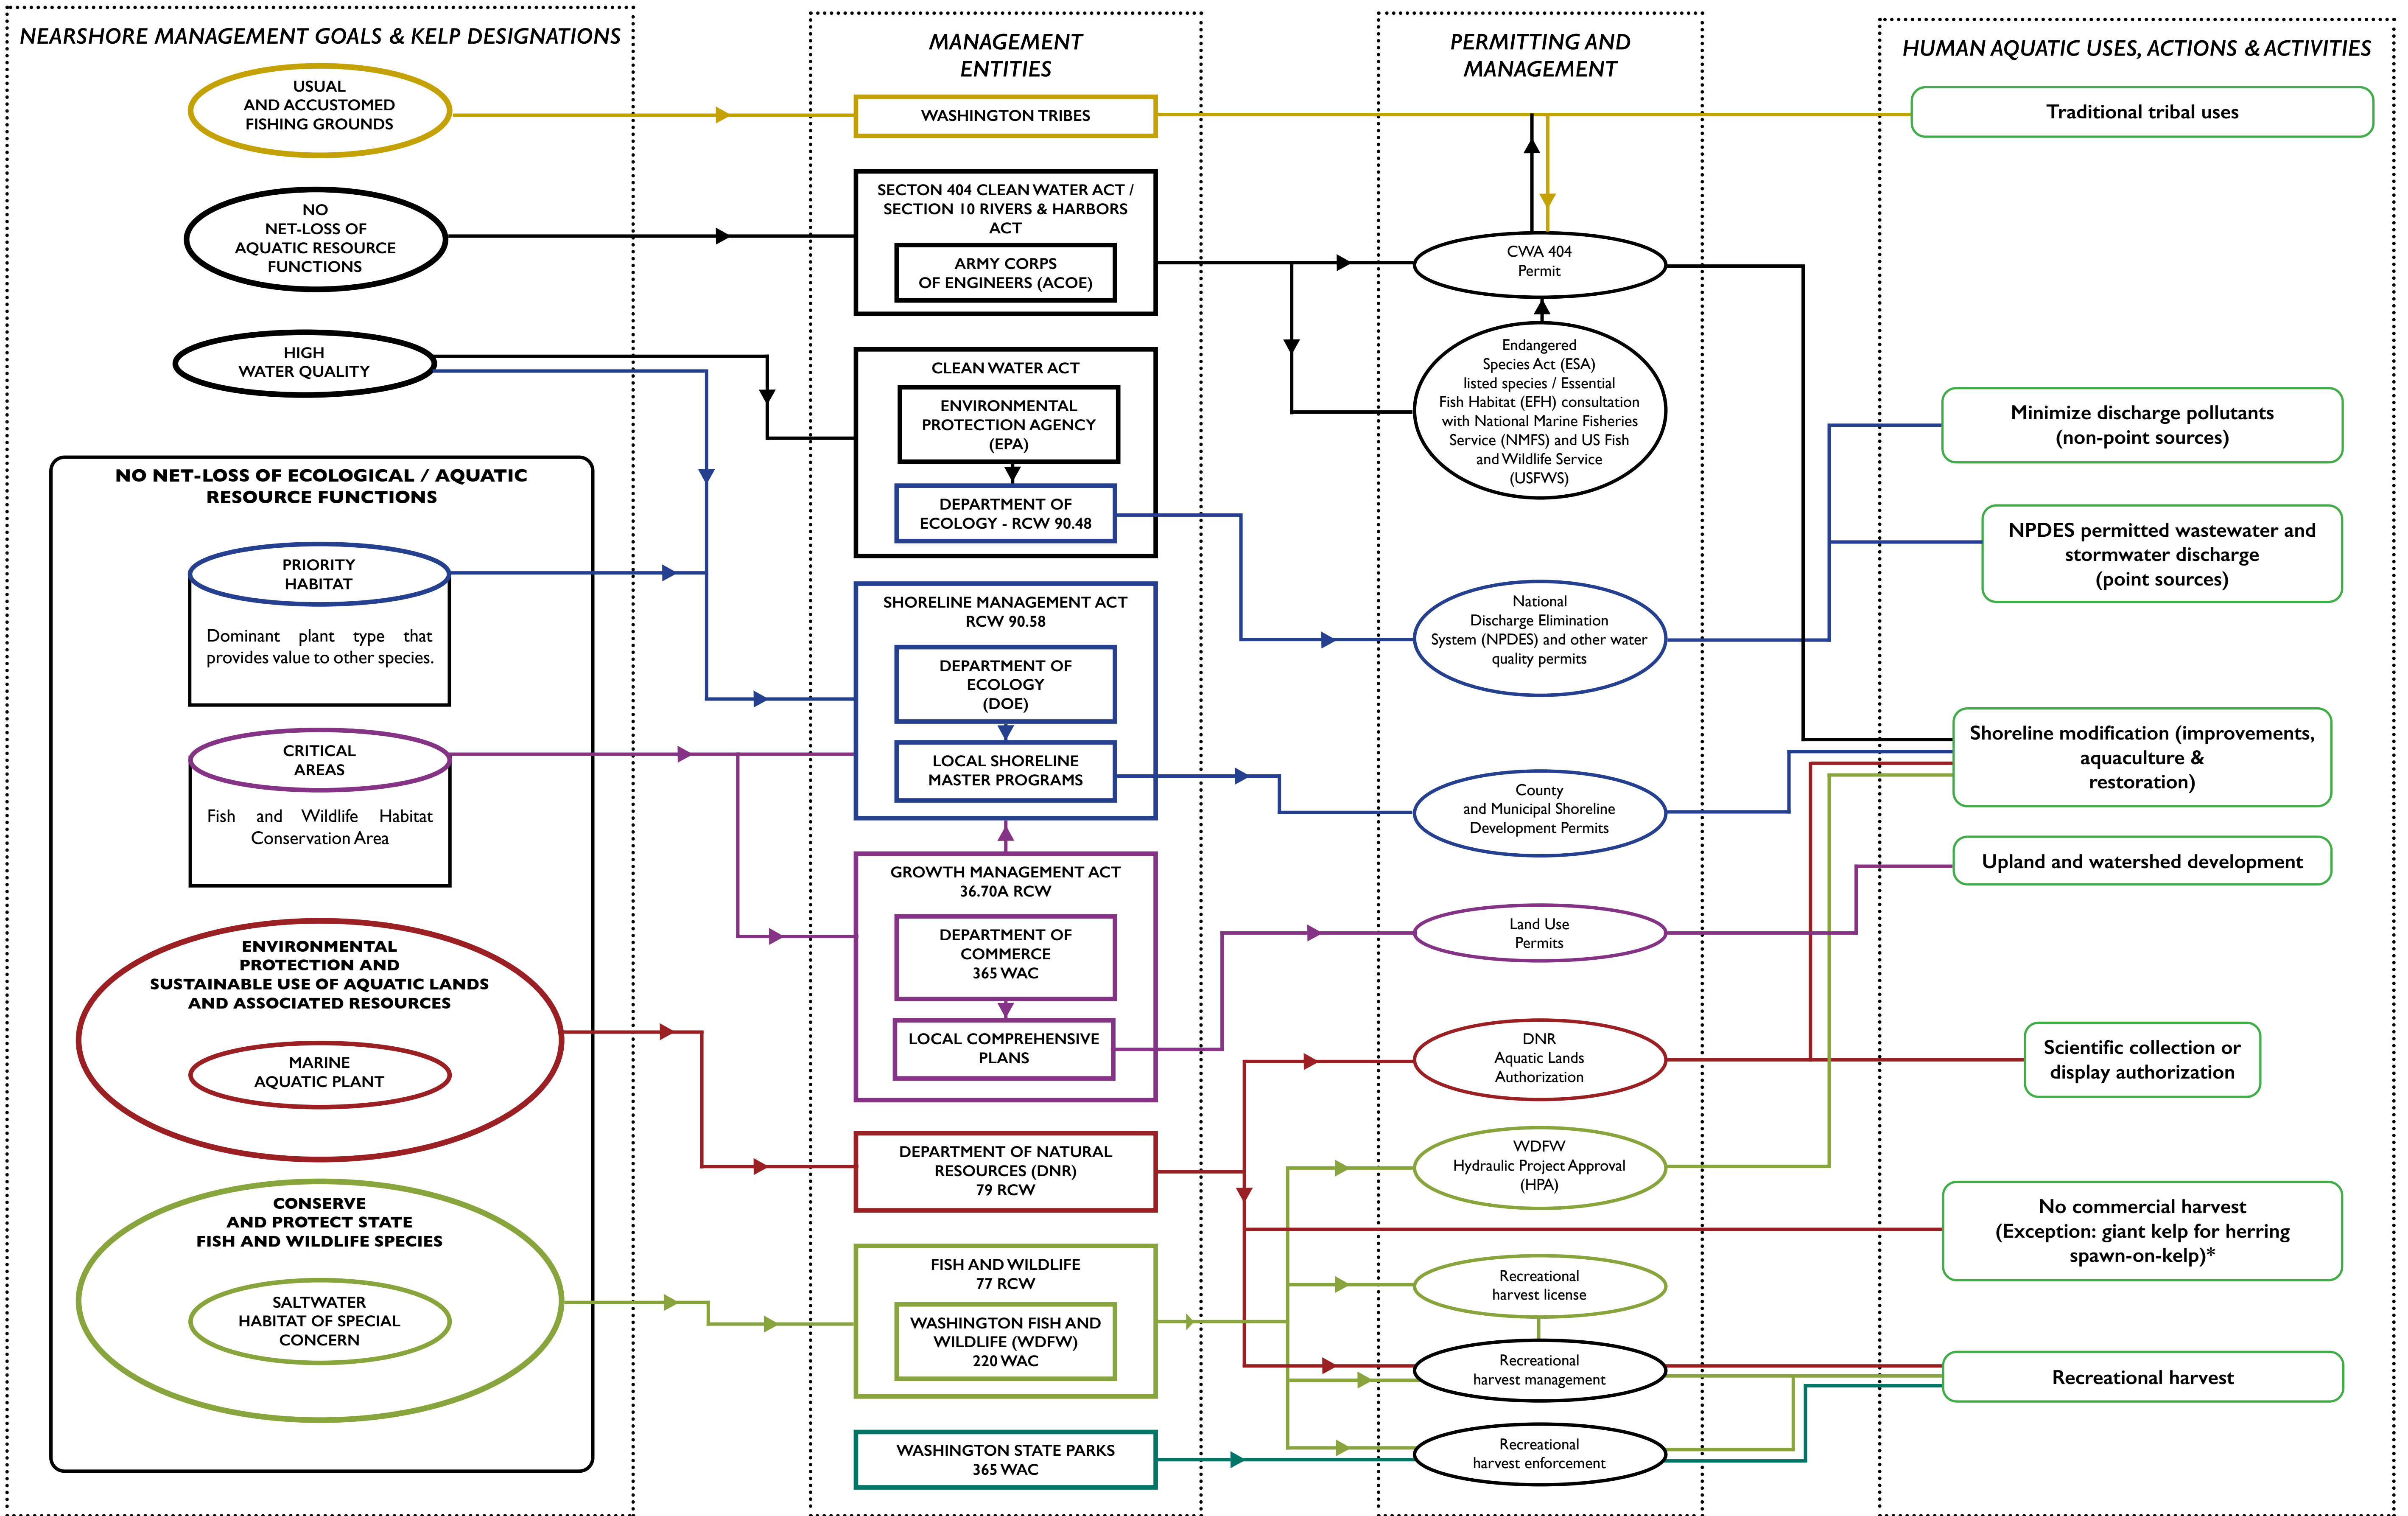 NEARSHORE MANAGEMENT GOALS & KELP DESIGNATIONS
USUAL
AND ACCUSTOMED
FISHING GROUNDS
NO
NET-LOSS OF
AQUATIC RESOURCE
FUNCTIONS
HIGH
WATER QUALITY
NO NET-LOSS OF ECOLOGICAL / AQUATIC
RESOURCE FUNCTIONS
PRIORITY
HABITAT
Dominant plant type that
provides value to other species.
CRITICAL
AREAS
Fish and Wildlife Habitat
Conservation Area
ENVIRONMENTAL
PROTECTION AND
SUSTAINABLE USE OF AQUATIC LANDS
AND ASSOCIATED RESOURCES
MARINE
AQUATIC PLANT
CONSERVE
AND PROTECT STATE
FISH AND WILDLIFE SPECIES
SALTWATER
HABITAT OF SPECIAL
CONCERN
MANAGEMENT
ENTITIES
WASHINGTON TRIBES
SECTON 404 CLEAN WATER ACT /
SECTION 10 RIVERS & HARBORS
ACT
ARMY CORPS
OF ENGINEERS (ACOE)
CLEAN WATER ACT
ENVIRONMENTAL
PROTECTION AGENCY
(EPA)
DEPARTMENT OF
ECOLOGY - RCW 90.48
SHORELINE MANAGEMENT ACT
RCW 90.58
DEPARTMENT OF
ECOLOGY
(DOE)
LOCAL SHORELINE
MASTER PROGRAMS
GROWTH MANAGEMENT ACT
36.70A RCW
DEPARTMENT OF
COMMERCE
365 WAC
LOCAL COMPREHENSIVE
PLANS
DEPARTMENT OF NATURAL
RESOURCES (DNR)
79 RCW
FISH AND WILDLIFE
77 RCW
WASHINGTON FISH AND
WILDLIFE (WDFW)
220 WAC
WASHINGTON STATE PARKS
365 WAC
PERMITTING AND
MANAGEMENT
CWA 404
Permit
Endangered
Species Act (ESA)
listed species / Essential
Fish Habitat (EFH) consultation
with National Marine Fisheries
Service (NMFS) and US Fish
and Wildlife Service
(USFWS)
National
Discharge Elimination
System (NPDES) and other water
quality permits
County
and Municipal Shoreline
Development Permits
Land Use
Permits
DNR
Aquatic Lands
Authorization
WDFW
Hydraulic Project Approval
(HPA)
Recreational
harvest license
Recreational
harvest management
Recreational
harvest enforcement
HUMAN AQUATIC USES, ACTIONS & ACTIVITIES
Traditional tribal uses
Minimize discharge pollutants
(non-point sources)
NPDES permitted wastewater and
stormwater discharge
(point sources)
Shoreline modification (improvements,
aquaculture &
restoration)
Upland and watershed development
Scientific collection or
display authorization
No commercial harvest
(Exception: giant kelp for herring
spawn-on-kelp)*
Recreational harvest